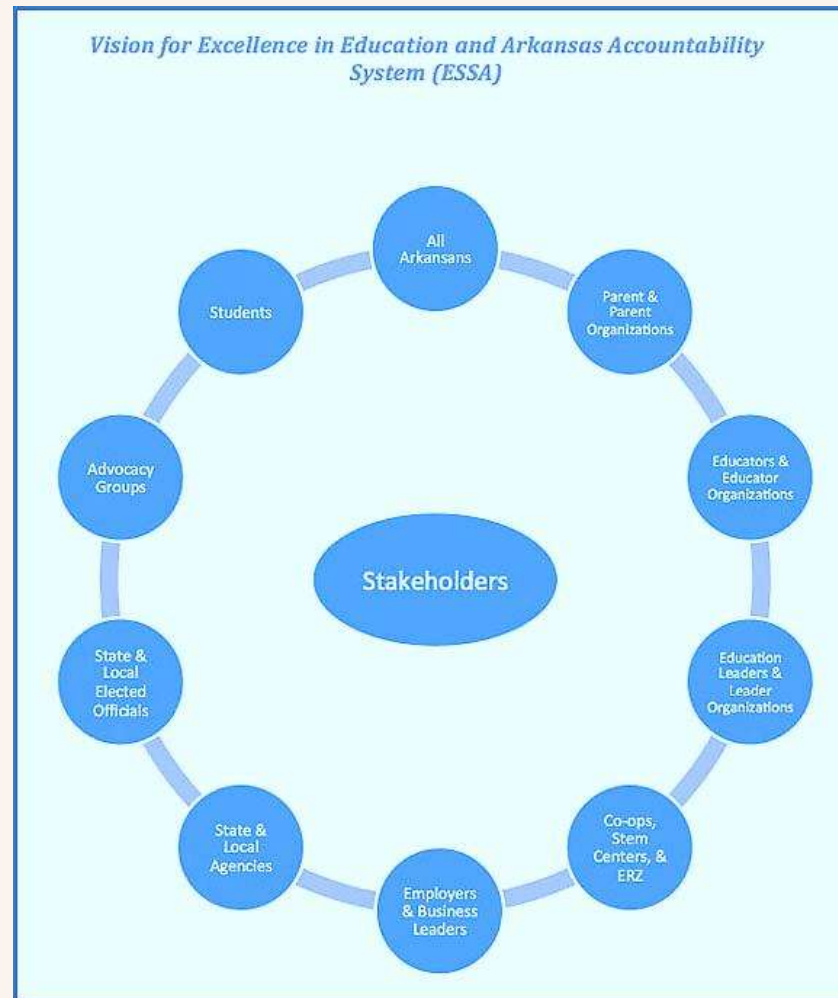 Vision for Excellence in Education and Arkansas Accountability
System (ESSA)
All
Arkansans
Parent &
Parent
Organizations
Educators &
Educator
Organizations
Education
Leaders &
Leader
Organizations
Co-ops,
Stem
Centers, &
ERZ
Employers
& Business
Leaders
State &
Local
Agencies
State &
Local
Elected
Officials
Advocacy
Groups
Students
Stakeholders